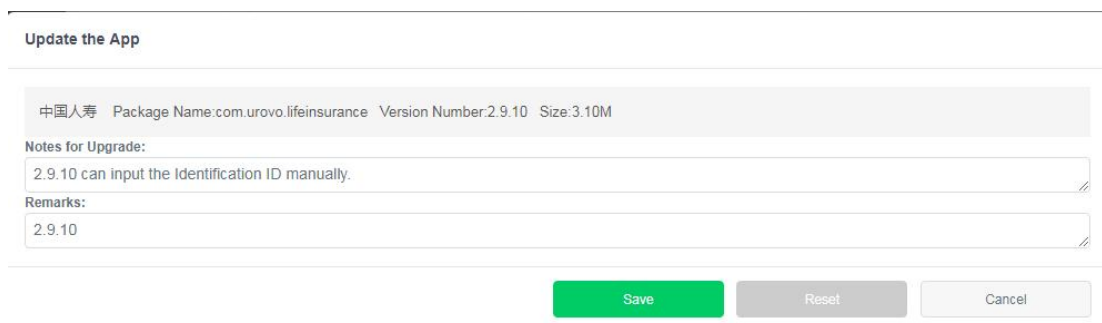 Update the App
中国人寿 Package Name:com.urovo.lifeinsurance Version Number:2.9.10 Size:3.10M
Notes for Upgrade:
2.9.10 can input the Identification ID manually.
Remarks:
2.9.10
Save Reset Cancel